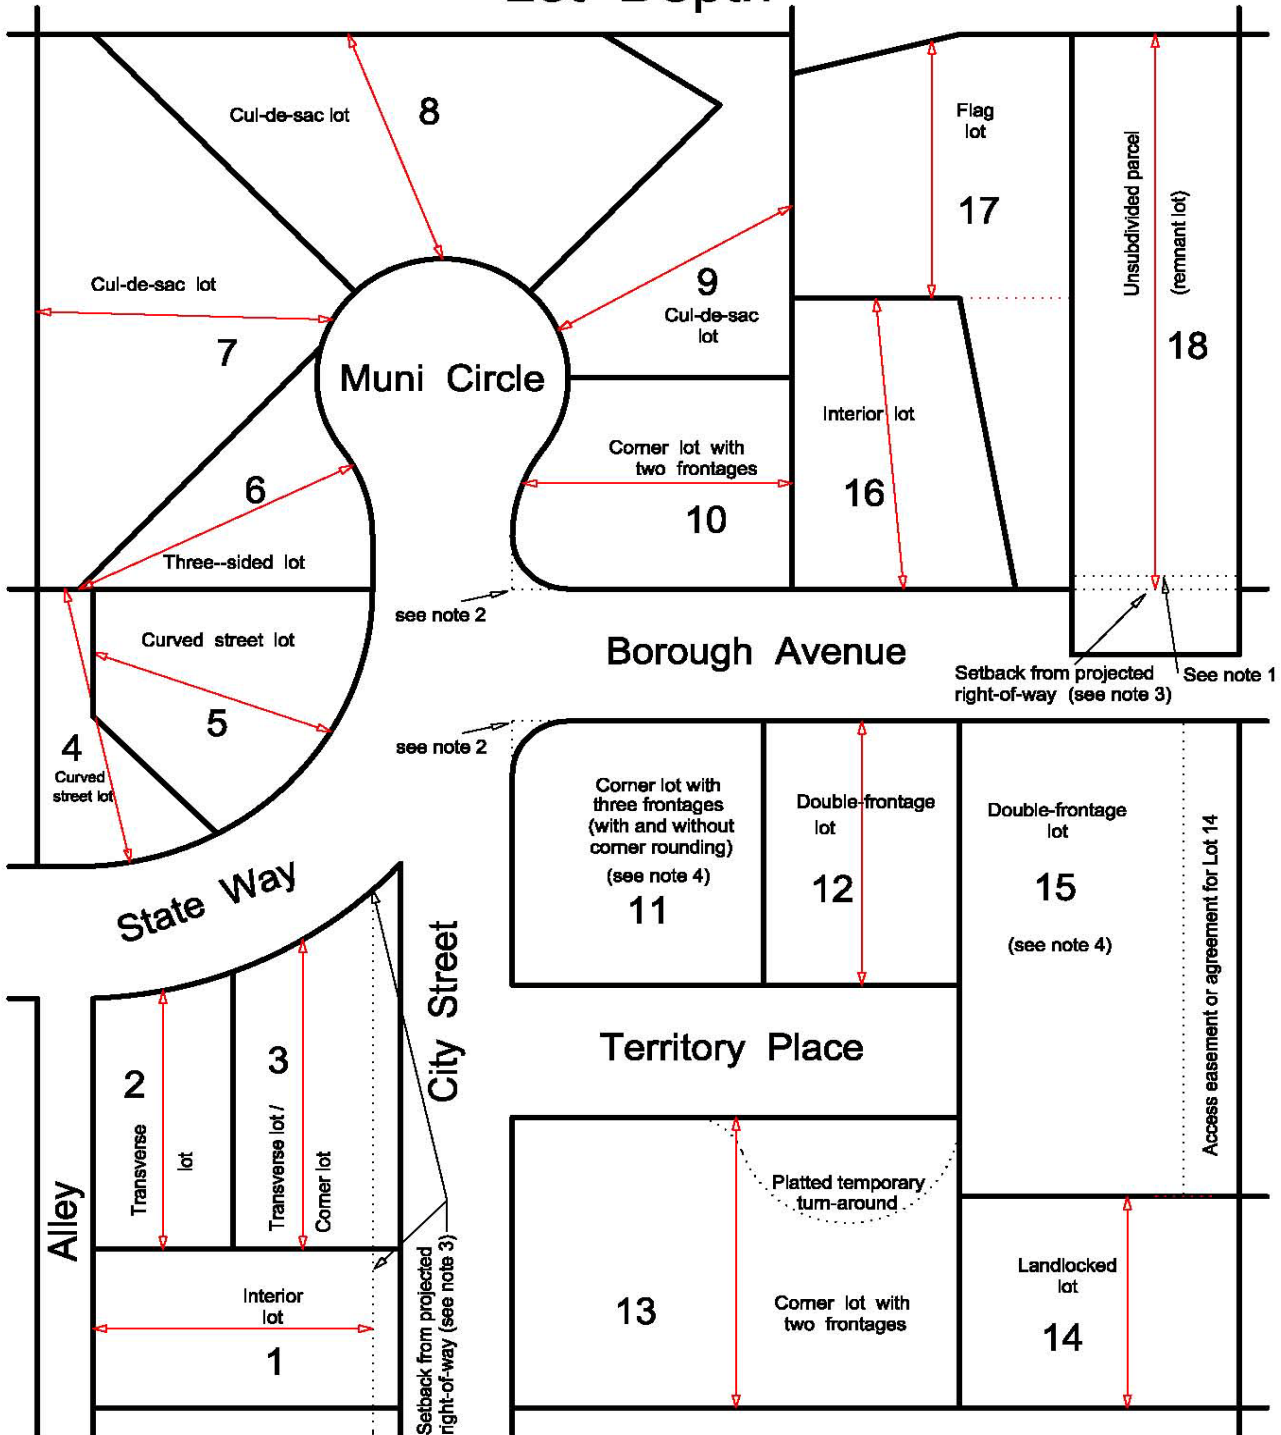 Lot Depth
Cul-de-sac lot
8
Flag
lot
17
Unsubdivided parcel
(remnant lot)
18
Cul-de-sac lot
7
9
Cul-de-sac
lot
Muni Circle
Corner lot with
two frontages
10
Interior lot
16
6
Three--sided lot
see note 2
Curved street lot
5
Borough Avenue
Setback from projected
right-of-way (see note 3)
See note 1
4
Curved
street lot
see note 2
Corner lot with
three frontages
(with and without
corner rounding)
(see note 4)
11
Double-frontage
lot
12
Double-frontage
lot
15
(see note 4)
Access easement or agreement for Lot 14
State Way
City Street
Territory Place
2
Transverse
lot
3
Transverse lot /
Corner lot
Alley
Platted temporary
turn-around
Setback from projected
right-of-way (see note 3)
Interior
lot
1
13
Corner lot with
two frontages
Landlocked
lot
14